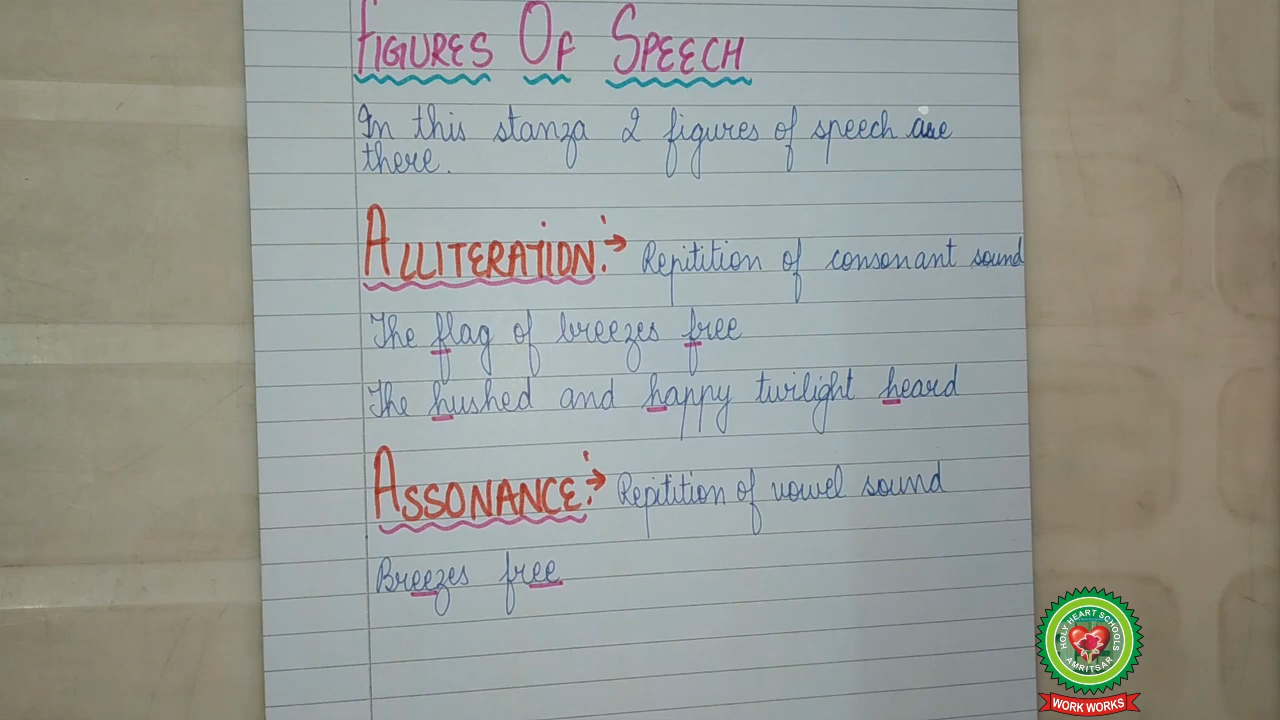 FIGURES OF SPEECH
In this stanza 2 figures of speech are
there.
ALLITERATION:→ Repitition of consonant sound
The flag of breezes free
The hushed and happy twilight heard
ASSONANCE:→ Repitition of vowel sound
Breezes free
HOLY HEART SCHOOLS
AMRITSAR
WORK WORKS